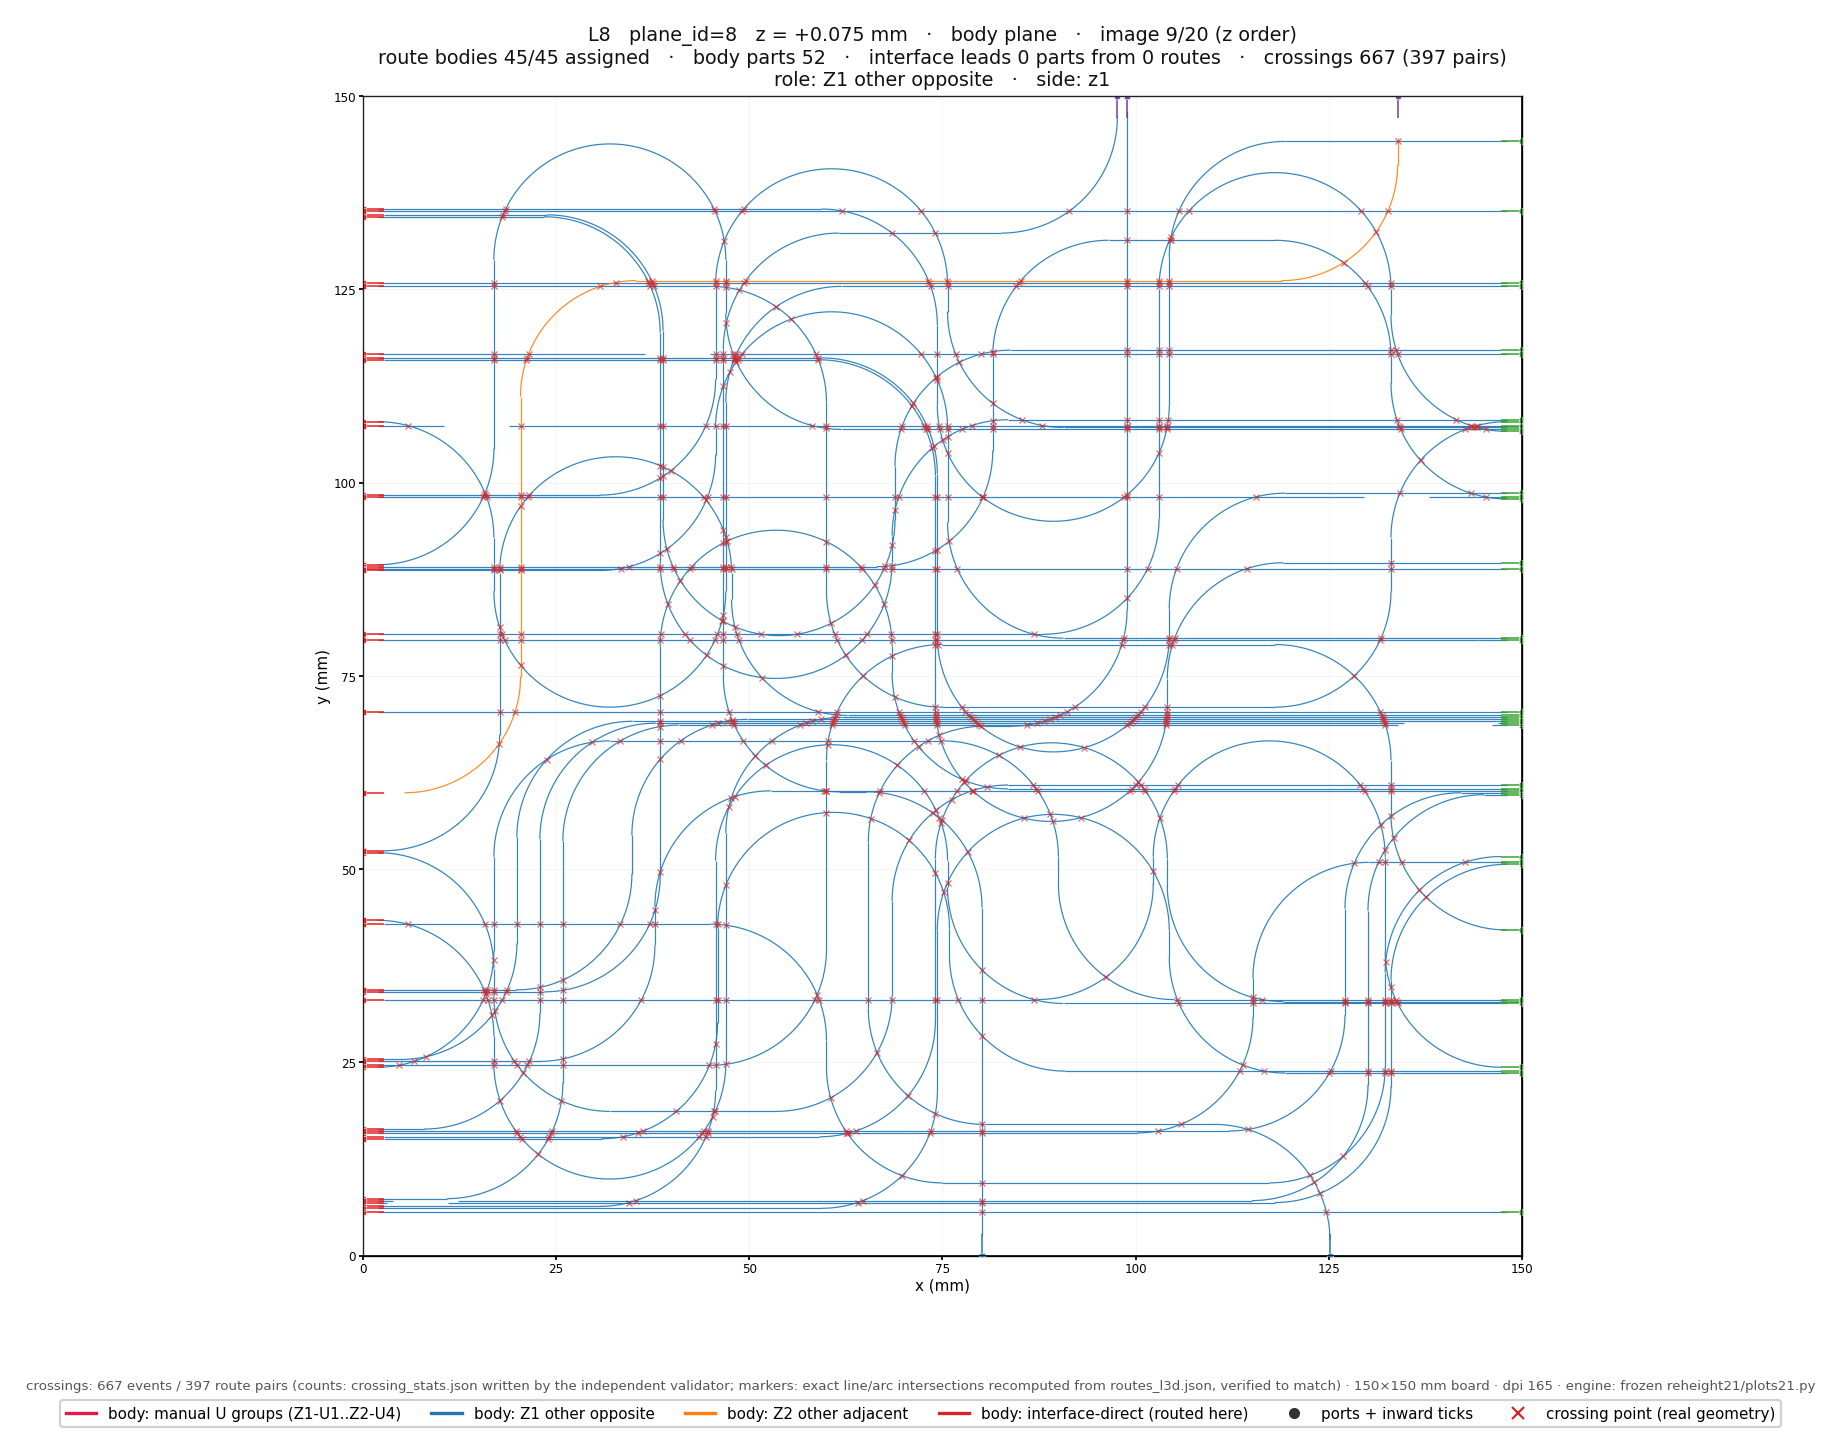 L8   plane_id=8   z = +0.075 mm   ·   body plane   ·   image 9/20 (z order)
route bodies 45/45 assigned   ·   body parts 52   ·   interface leads 0 parts from 0 routes   ·   crossings 667 (397 pairs)
role: Z1 other opposite   ·   side: z1
150
125
100
75
50
25
0
y (mm)
0 25 50 75 100 125 150
x (mm)
crossings: 667 events / 397 route pairs (counts: crossing_stats.json written by the independent validator; markers: exact line/arc intersections recomputed from routes_l3d.json, verified to match) · 150×150 mm board · dpi 165 · engine: frozen reheight21/plots21.py
body: manual U groups (Z1-U1..Z2-U4)   body: Z1 other opposite   body: Z2 other adjacent   body: interface-direct (routed here)   ports + inward ticks   crossing point (real geometry)